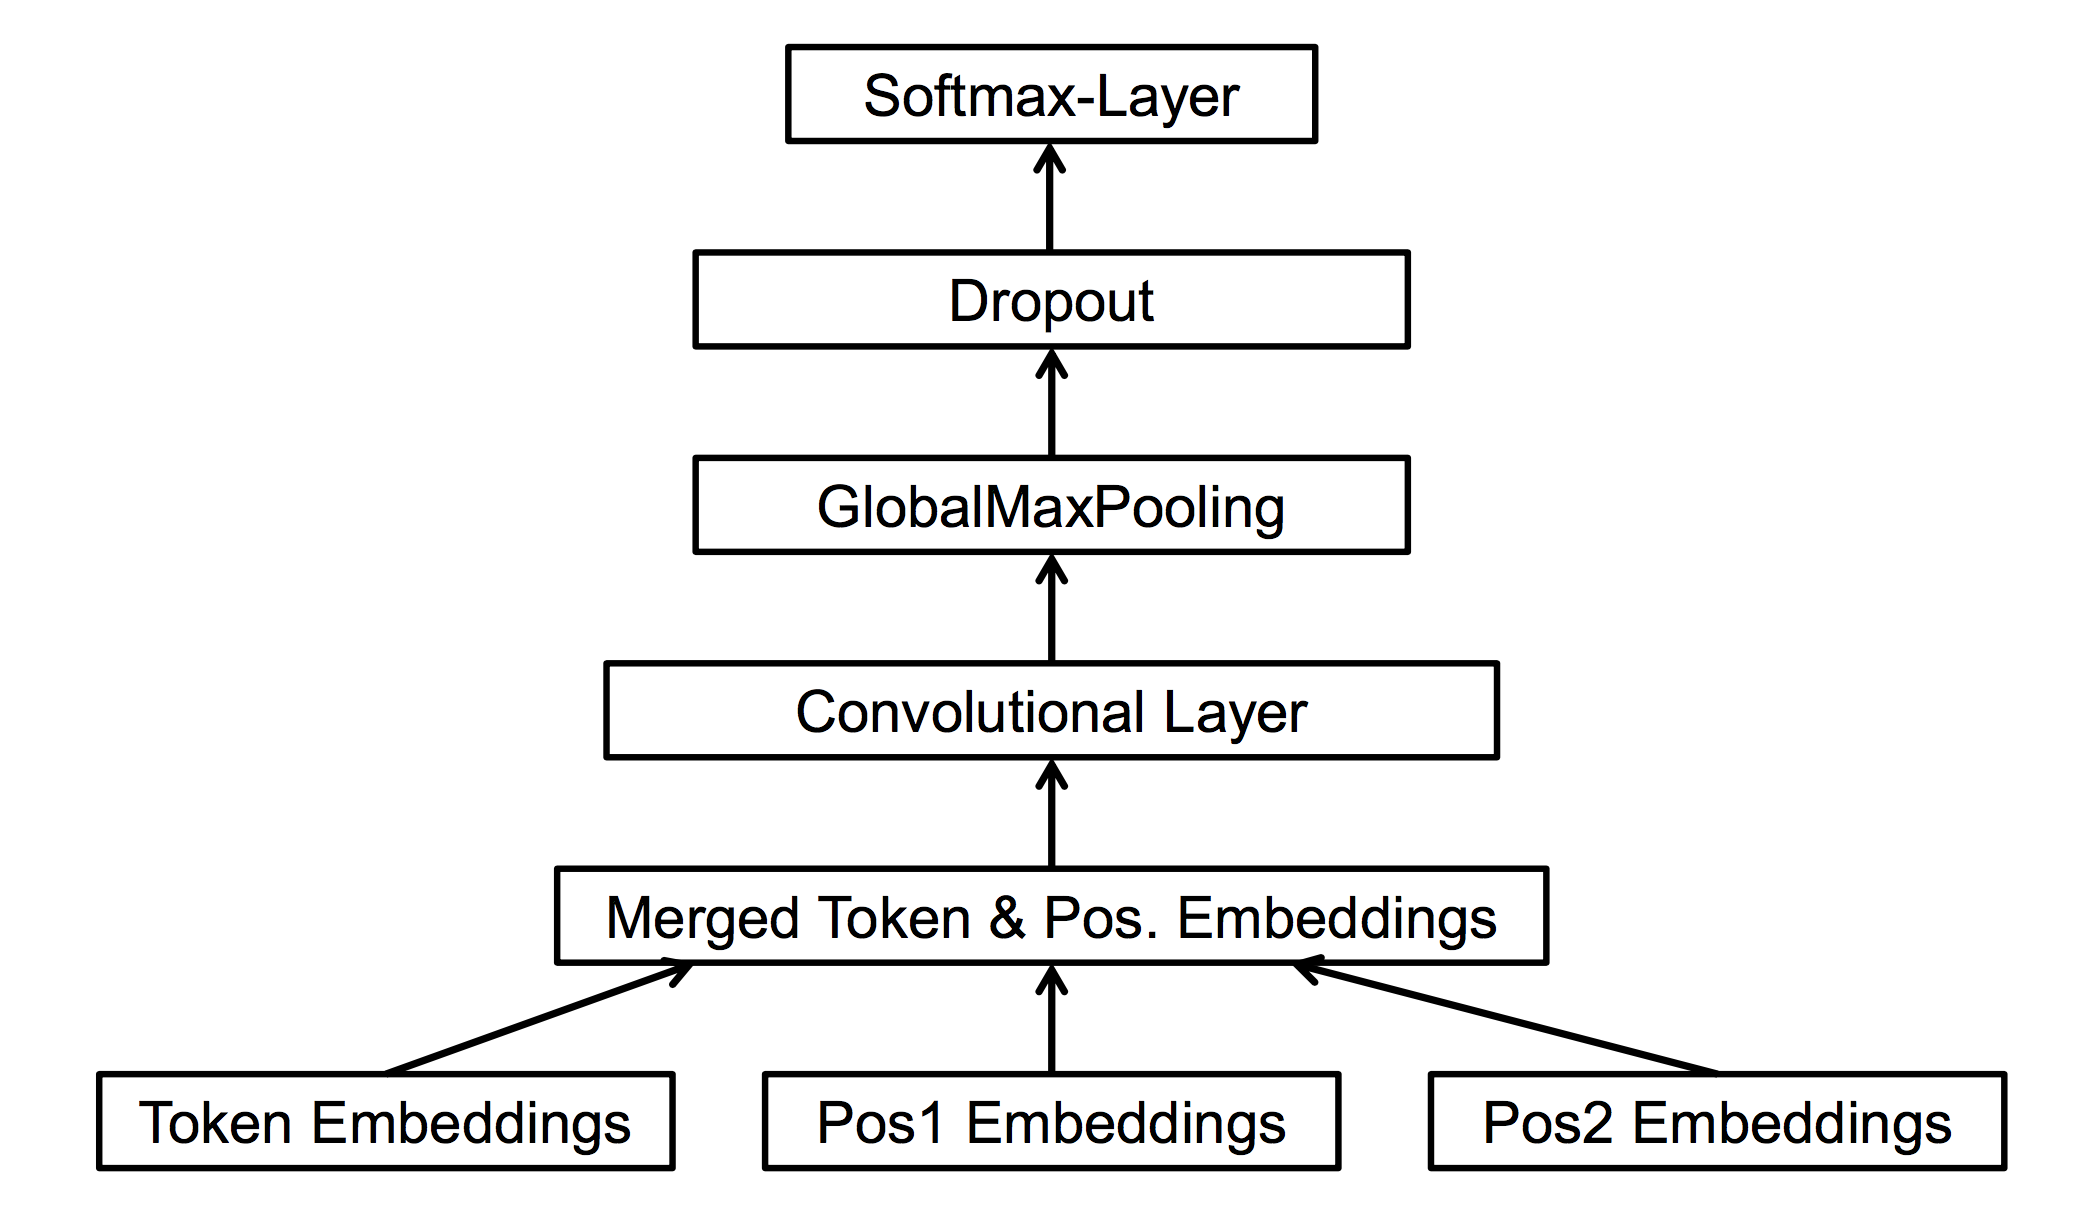 Softmax-Layer
Dropout
GlobalMaxPooling
Convolutional Layer
Merged Token & Pos. Embeddings
Token Embeddings
Pos1 Embeddings
Pos2 Embeddings